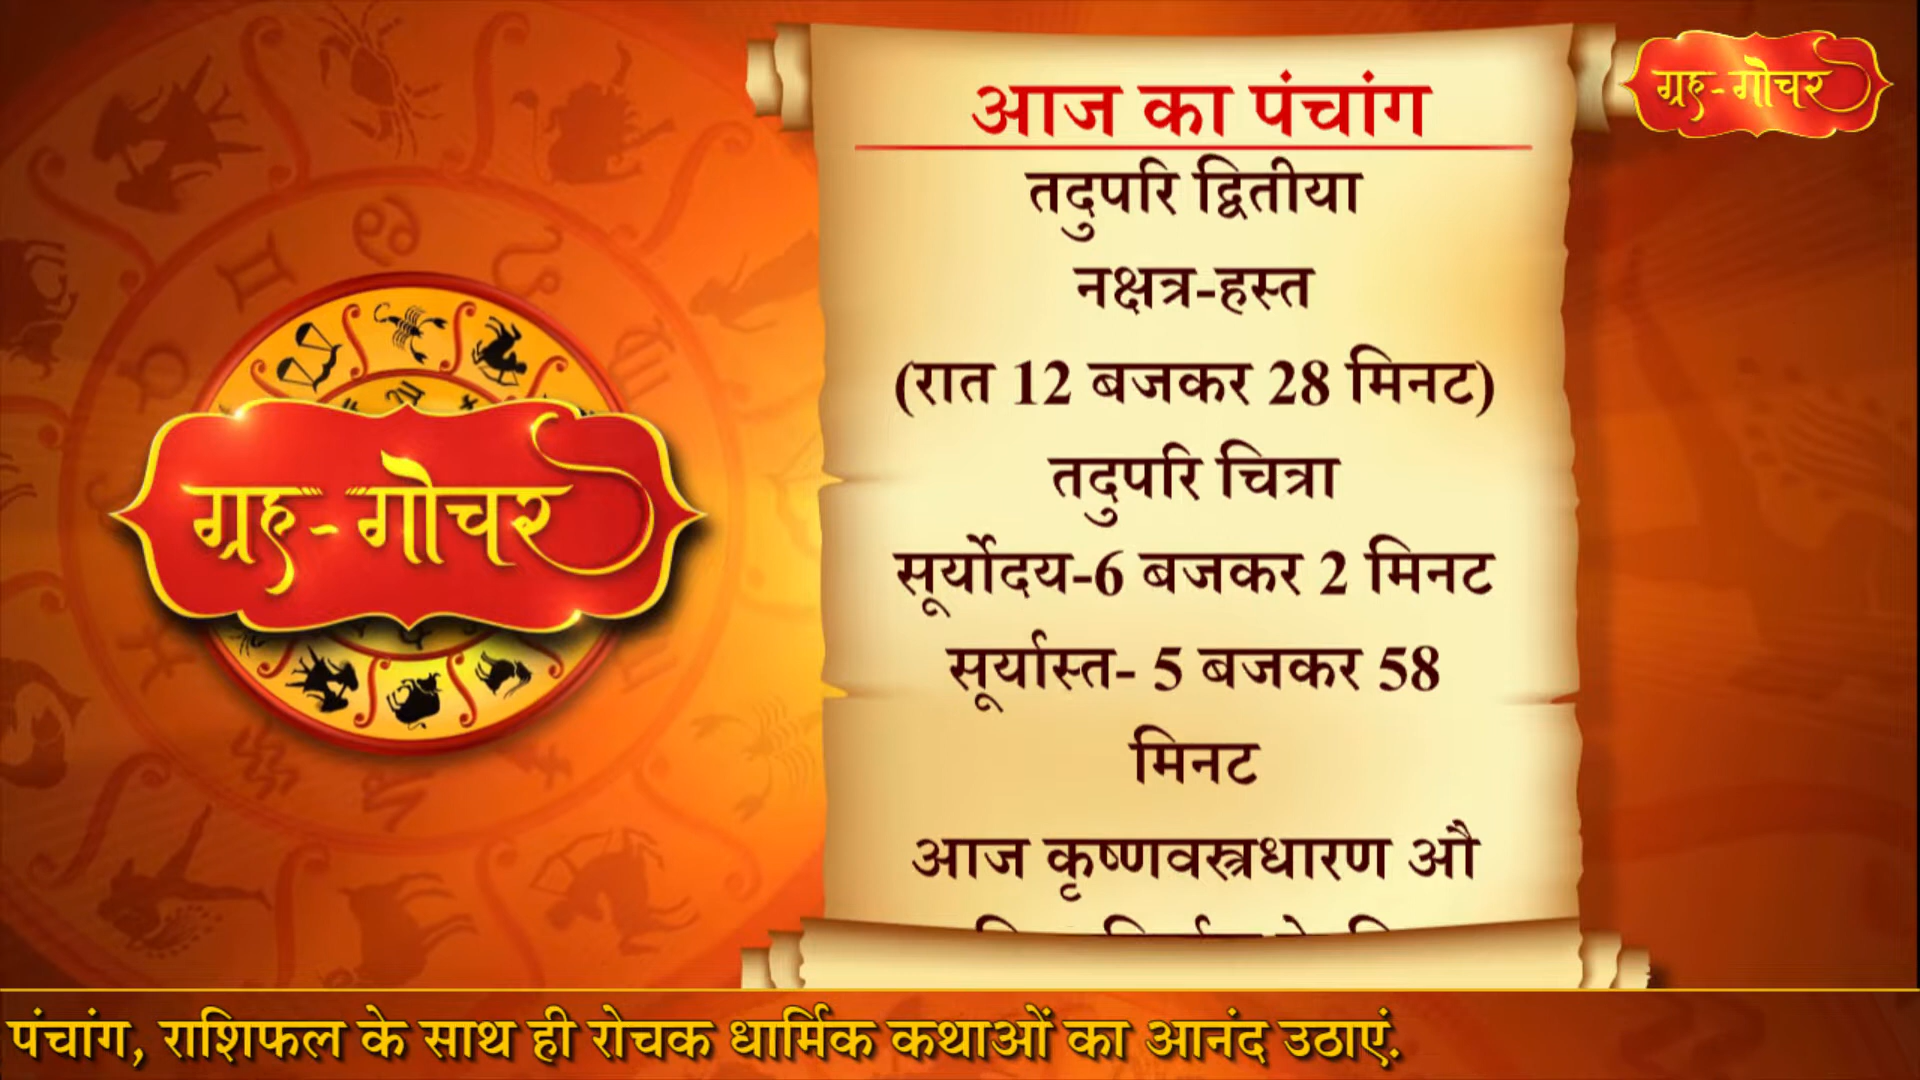 आज का पंचांग
ग्रह-गोचर
तदुपरि द्वितीया
नक्षत्र-हस्त
(रात 12 बजकर 28 मिनट)
तदुपरि चित्रा
सूर्योदय-6 बजकर 2 मिनट
सूर्यास्त- 5 बजकर 58
मिनट
आज कृष्णवस्त्रधारण औ
ग्रह-गोचर
पंचांग, राशिफल के साथ ही रोचक धार्मिक कथाओं का आनंद उठाएं.